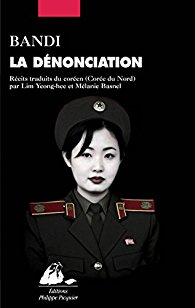 BANDI
LA DÉNONCIATION
Récits traduits du coréen (Corée du Nord)
par Lim Yeong-hee et Mélanie Basnel
Éditions
Philippe Picquier